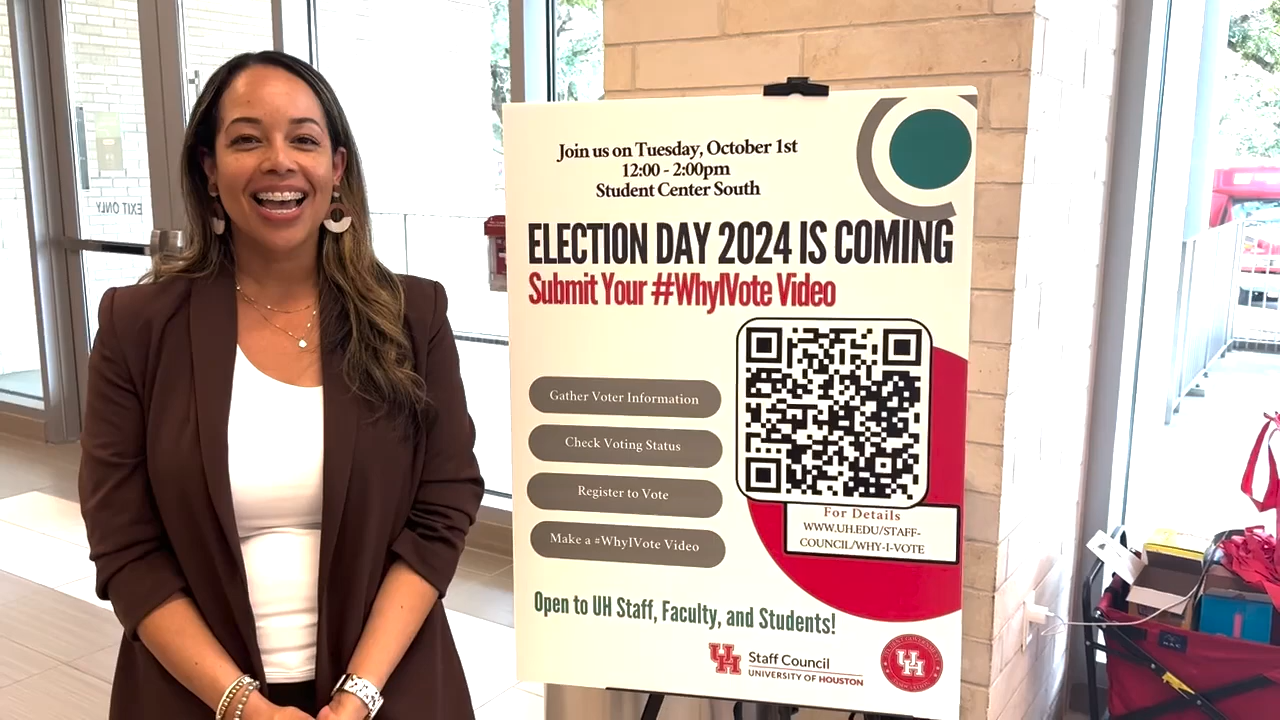 EXIT ONLY
Join us on Tuesday, October 1st
12:00 - 2:00pm
Student Center South
ELECTION DAY 2024 IS COMING
Submit Your #WhyIVote Video
Gather Voter Information
Check Voting Status
Register to Vote
Make a #WhyIVote Video
For Details
WWW.UH.EDU/STAFF-
COUNCIL/WHY-I-VOTE
Open to UH Staff, Faculty, and Students!
UH
Staff Council
UNIVERSITY OF HOUSTON
STUDENT GOVERNMENT
UH
ASSOCIATION